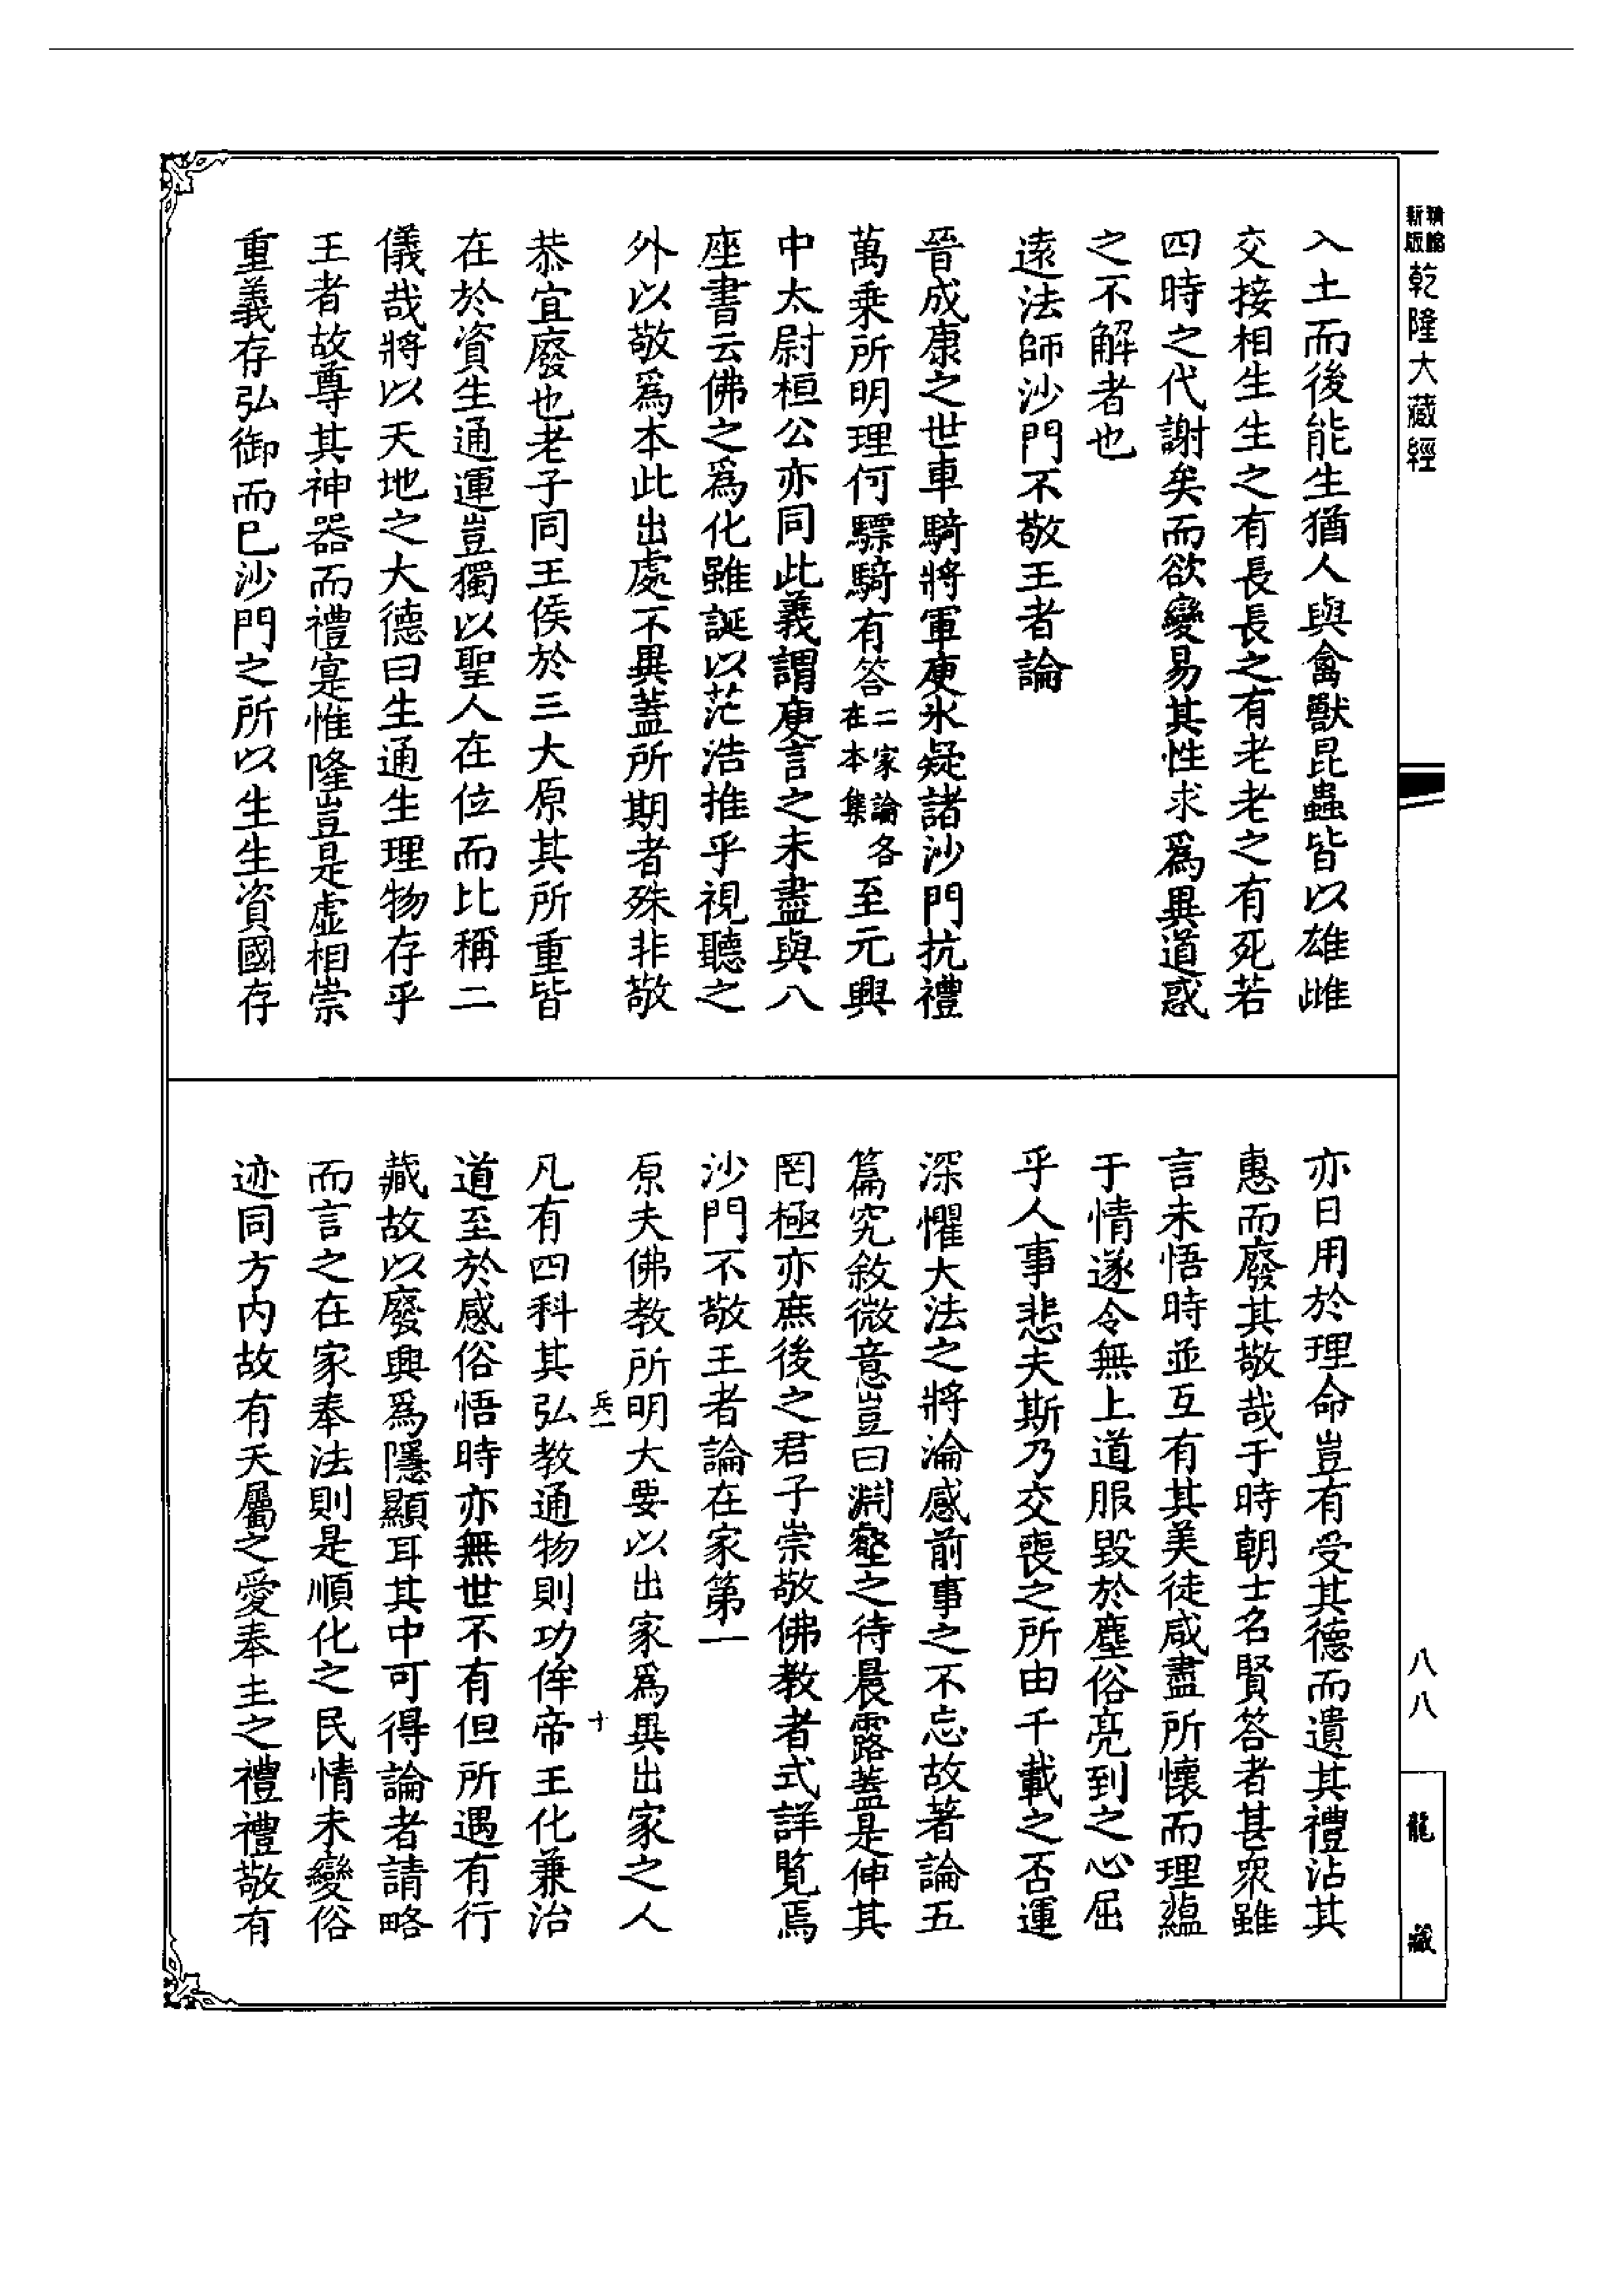 精縮新版乾隆大藏經
入土而後能生猶人與禽獸昆蟲皆以雄雌
交接相生生之有長長之有老老之有死若
四時之代謝矣而欲變易其性求爲異道惑
之不解者也
遠法師沙門不敬王者論
晉成康之世車騎將軍庾氷疑諸沙門抗禮
萬乗所明理何驃騎有答二家論各在本集至元興
中太尉桓公亦同此義謂庾言之未盡與八
座書云佛之爲化雖誕以茫浩推乎視聽之
外以敬爲本此出處不異蓋所期者殊非敬
恭宜廢也老子同王侯於三大原其所重皆
在於資生通運豈獨以聖人在位而比稱二
儀哉將以天地之大德曰生通生理物存乎
王者故尊其神器而禮寔惟隆豈是虛相崇
重義存弘御而已沙門之所以生生資國存
亦日用於理命豈有受其德而遺其禮沾其
惠而廢其敬哉于時朝士名賢答者甚衆雖
言未悟時並互有其美徒咸盡所懷而理蘊
于情遂令無上道服毀於塵俗亮到之心屈
乎人事悲夫斯乃交喪之所由千載之否運
深懼大法之將淪感前事之不忘故著論五
篇究敘微意豈曰淵壑之待晨露蓋是伸其
罔極亦庶後之君子崇敬佛教者式詳覧焉
沙門不敬王者論在家第一
原夫佛教所明大要以出家爲異出家之人
兵一 十
凡有四科其弘教通物則功侔帝王化兼治
道至於感俗悟時亦無世不有但所遇有行
藏故以廢興爲隱顯耳其中可得論者請略
而言之在家奉法則是順化之民情未變俗
迹同方内故有天屬之愛奉主之禮禮敬有
八八
龍藏